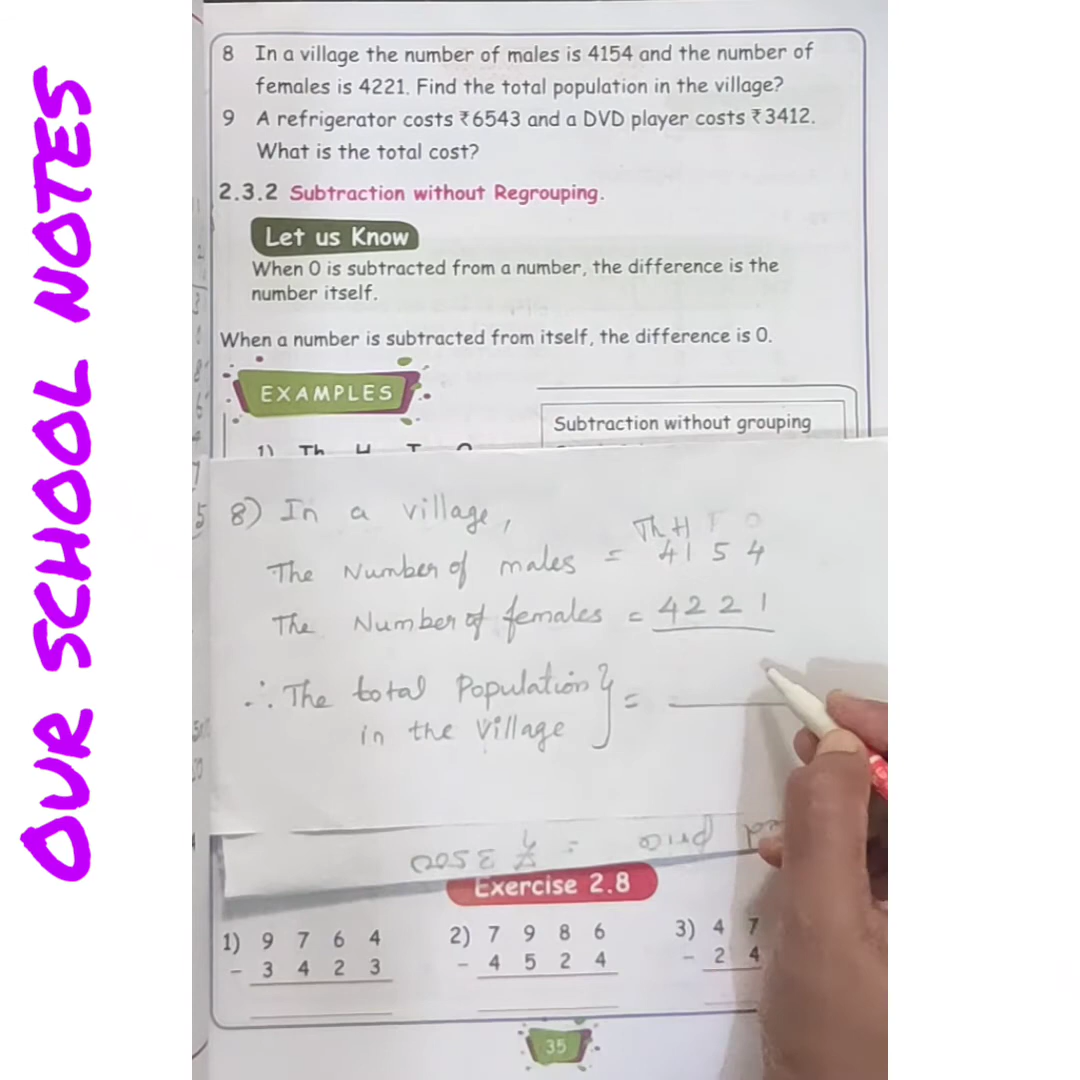 OUR SCHOOL NOTES
8 In a village the number of males is 4154 and the number of
females is 4221. Find the total population in the village?
9 A refrigerator costs ₹6543 and a DVD player costs ₹3412.
What is the total cost?
2.3.2 Subtraction without Regrouping.
Let us Know
When 0 is subtracted from a number, the difference is the
number itself.
When a number is subtracted from itself, the difference is 0.
EXAMPLES
Subtraction without grouping
1) Th H T O
8) In a village,
Th H T O
The Number of males = 4154
The Number of females = 4221
∴ The total Population } =
in the village
₹ 3500
Exercise 2.8
1) 9 7 6 4 2) 7 9 8 6 3) 4 7
- 3 4 2 3 - 4 5 2 4 - 2 4
35